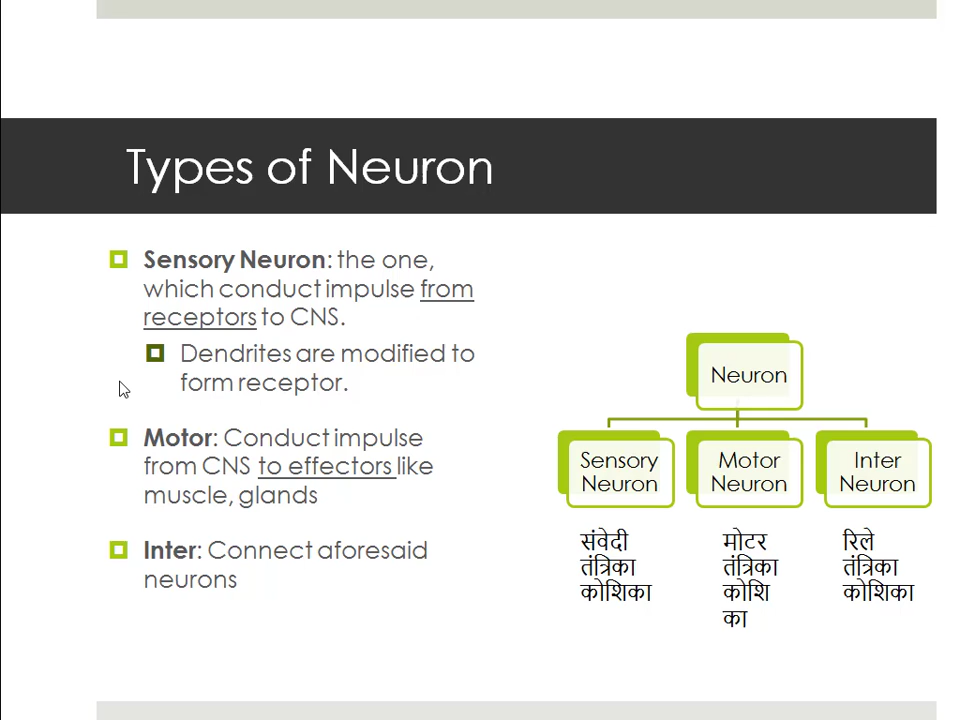 Types of Neuron
Sensory Neuron: the one,
which conduct impulse from
receptors to CNS.
Dendrites are modified to
form receptor.
Motor: Conduct impulse
from CNS to effectors like
muscle, glands
Inter: Connect aforesaid
neurons
Neuron
Sensory
Neuron
Motor
Neuron
Inter
Neuron
संवेदी
तंत्रिका
कोशिका
मोटर
तंत्रिका
कोशि
का
रिले
तंत्रिका
कोशिका